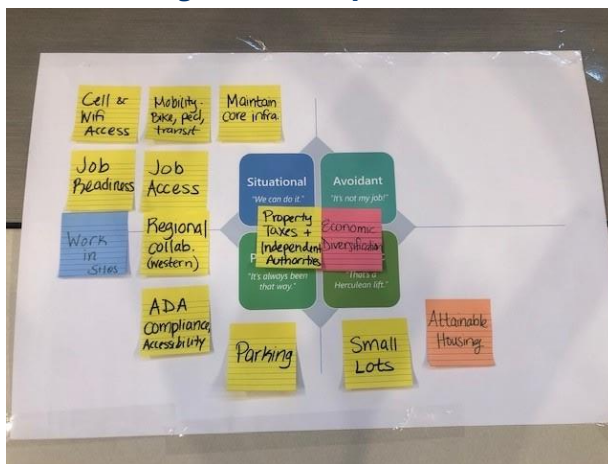 Cell &
Wifi
Access
Mobility-
Bike, ped,
transit
Maintain
core infra.
Job
Readiness
Job
Access
Situational
"We can do it."
Avoidant
"It's not my job!"
Work
in
Silos
Regional
collab.
(western)
Property
Taxes +
Independent
Authorities
Economic
Diversification
P
"It's always been
that way."
"That's a
Herculean lift."
ADA
Compliance,
Accessibility
Parking
Small
Lots
Attainable
Housing